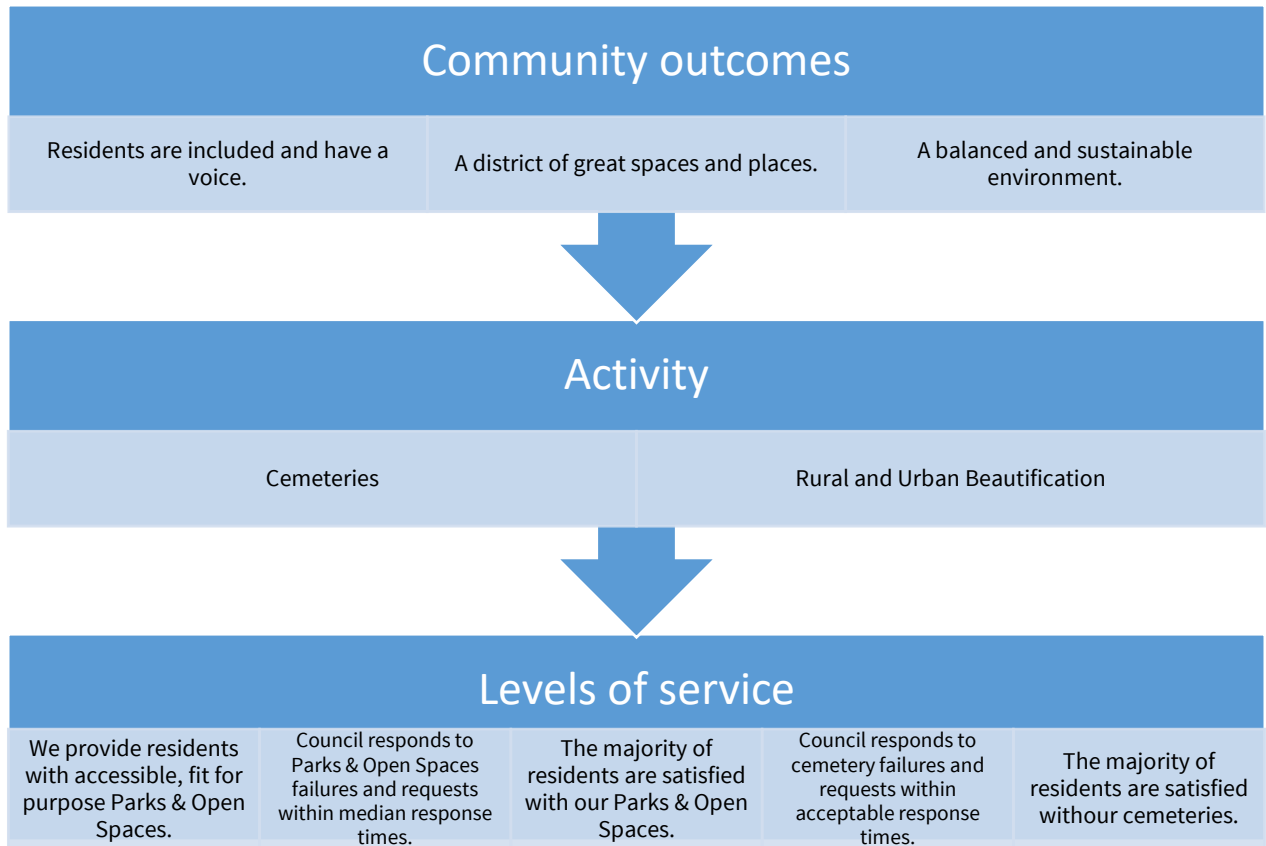 Community outcomes
Residents are included and have a
voice.
A district of great spaces and places.
A balanced and sustainable
environment.
Activity
Cemeteries
Rural and Urban Beautification
Levels of service
We provide residents
with accessible, fit for
purpose Parks & Open
Spaces.
Council responds to
Parks & Open Spaces
failures and requests
within median response
times.
The majority of
residents are satisfied
with our Parks & Open
Spaces.
Council responds to
cemetery failures and
requests within
acceptable response
times.
The majority of
residents are satisfied
withour cemeteries.